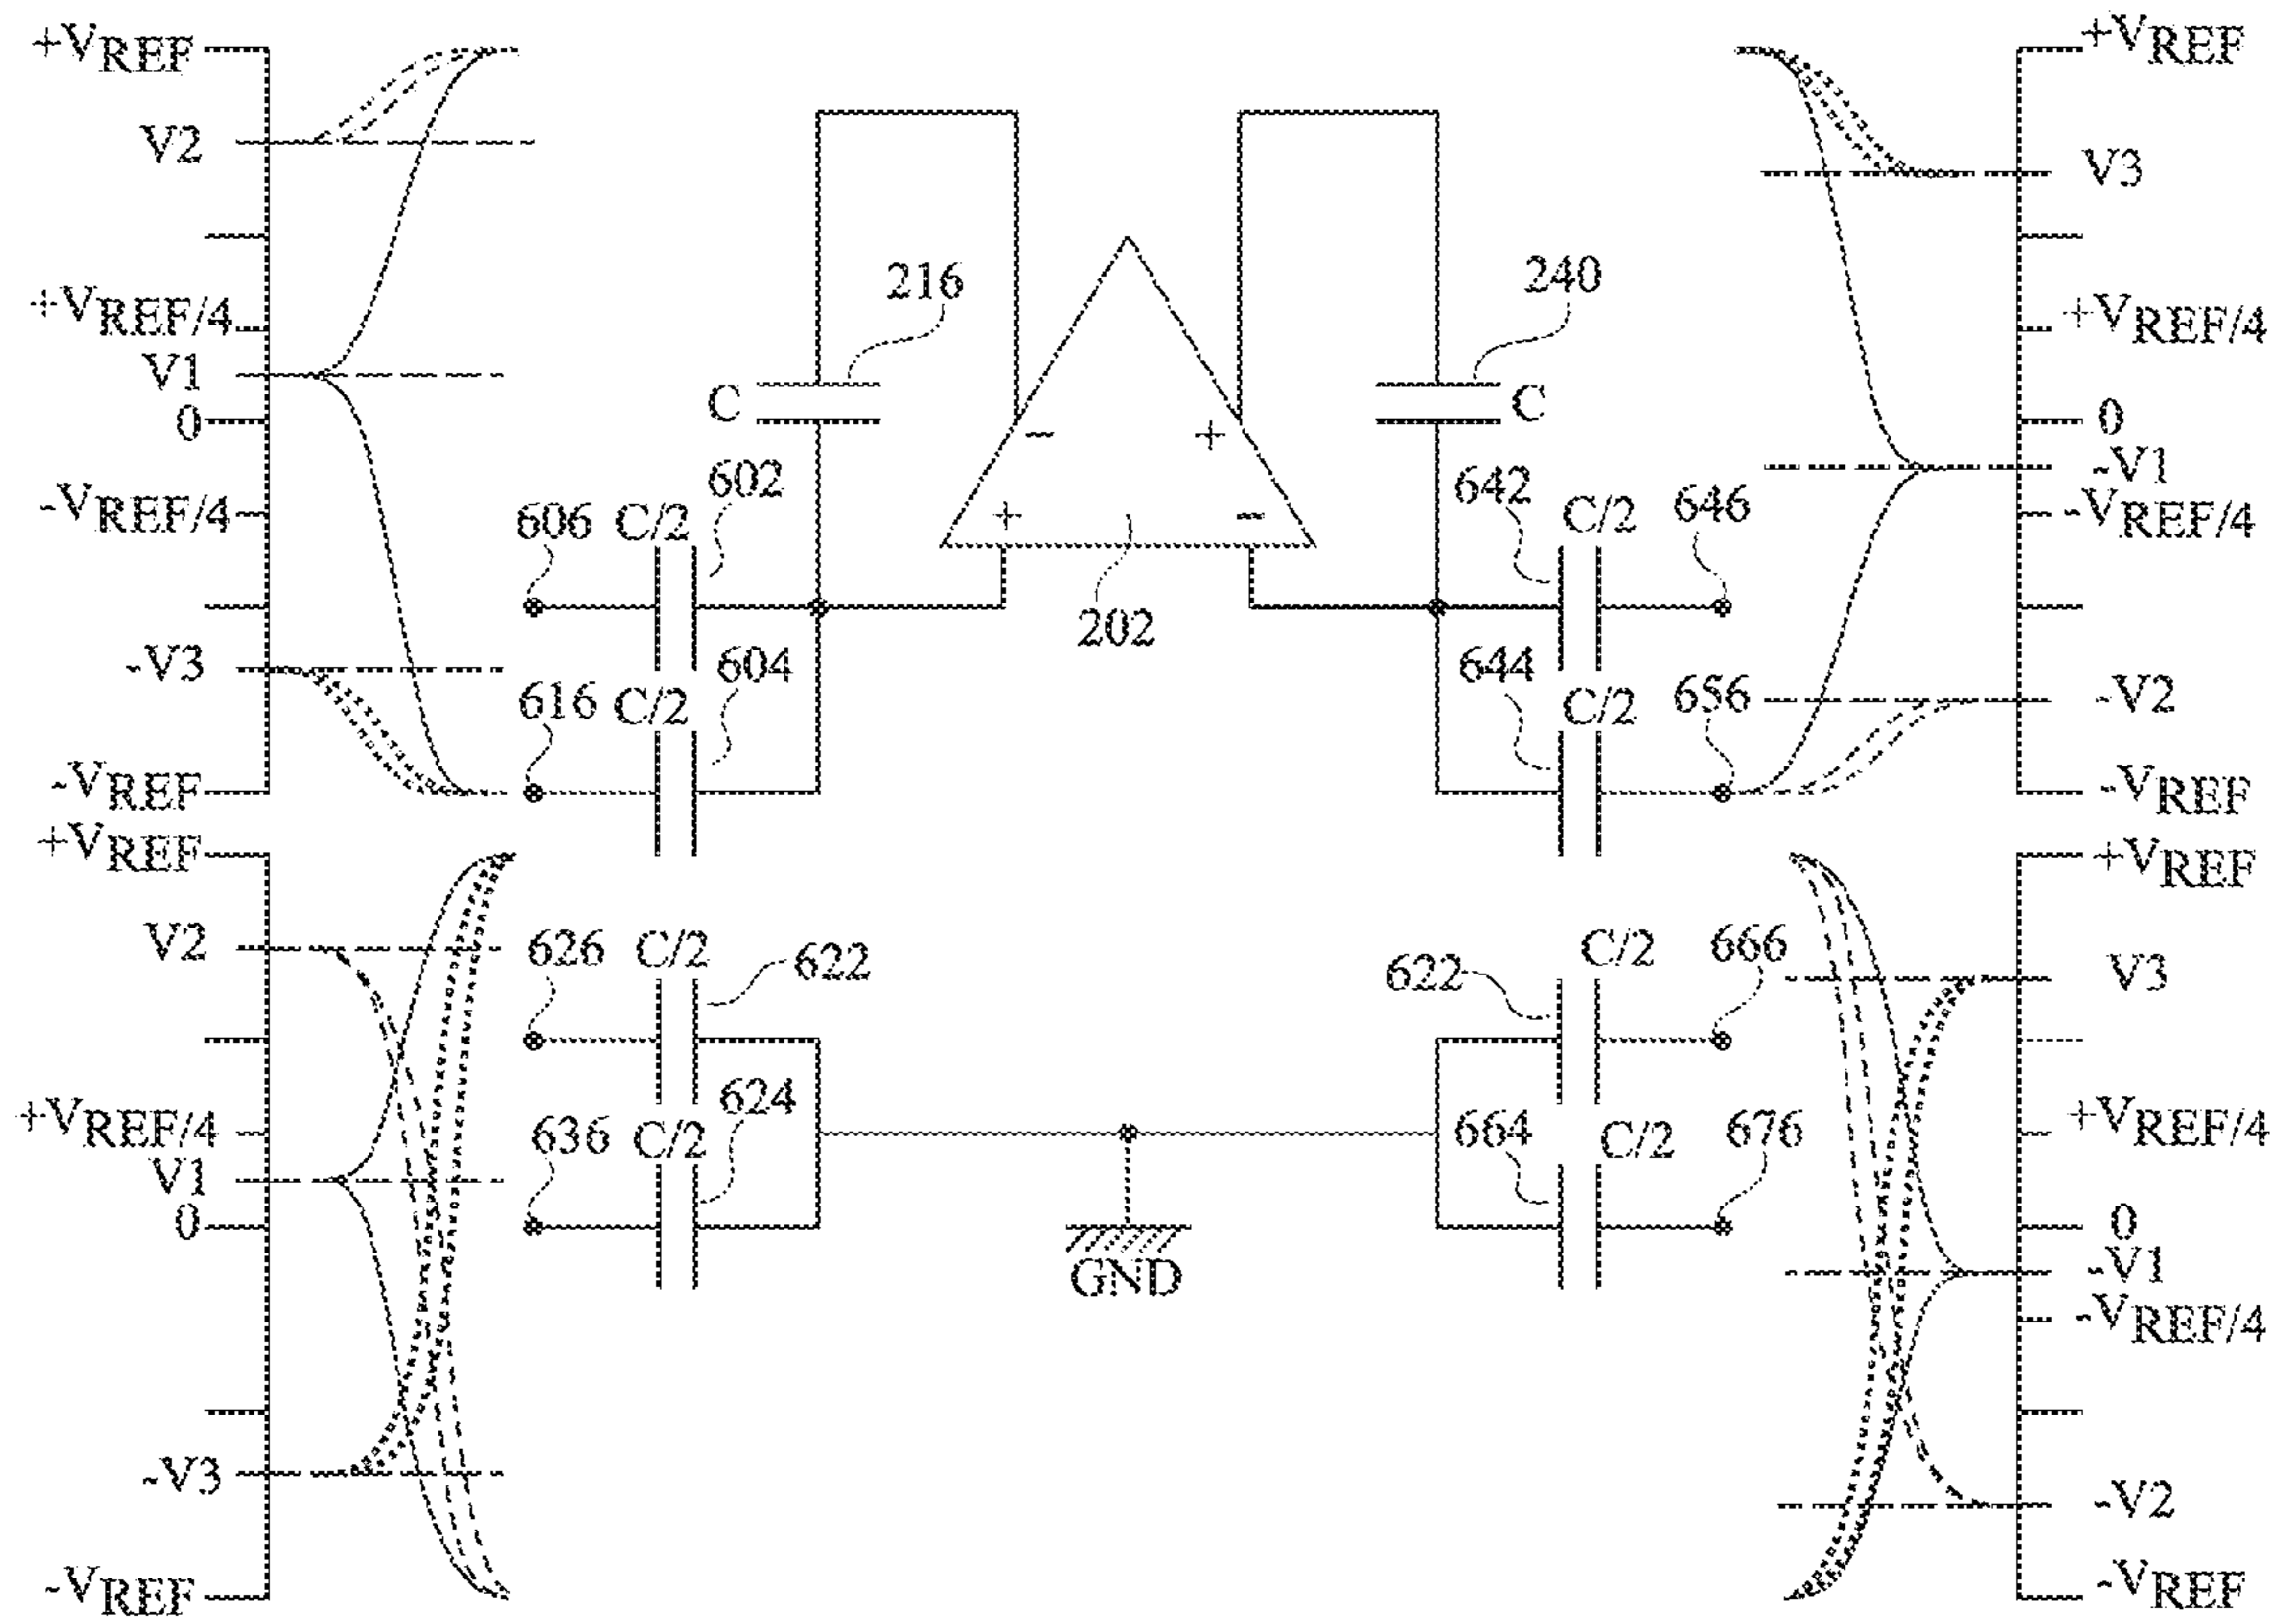 +VREF
V2
+VREF/4
V1
0
-VREF/4
-V3
-VREF
216
C
240
C
-
+
+
-
202
602
606
C/2
604
616
C/2
642
C/2
646
644
C/2
656
+VREF
V3
+VREF/4
0
-V1
-VREF/4
-V2
-VREF
+VREF
V2
+VREF/4
V1
0
-V3
-VREF
626
C/2
622
636
C/2
624
GND
622
C/2
666
664
C/2
676
+VREF
V3
+VREF/4
0
-V1
-VREF/4
-V2
-VREF